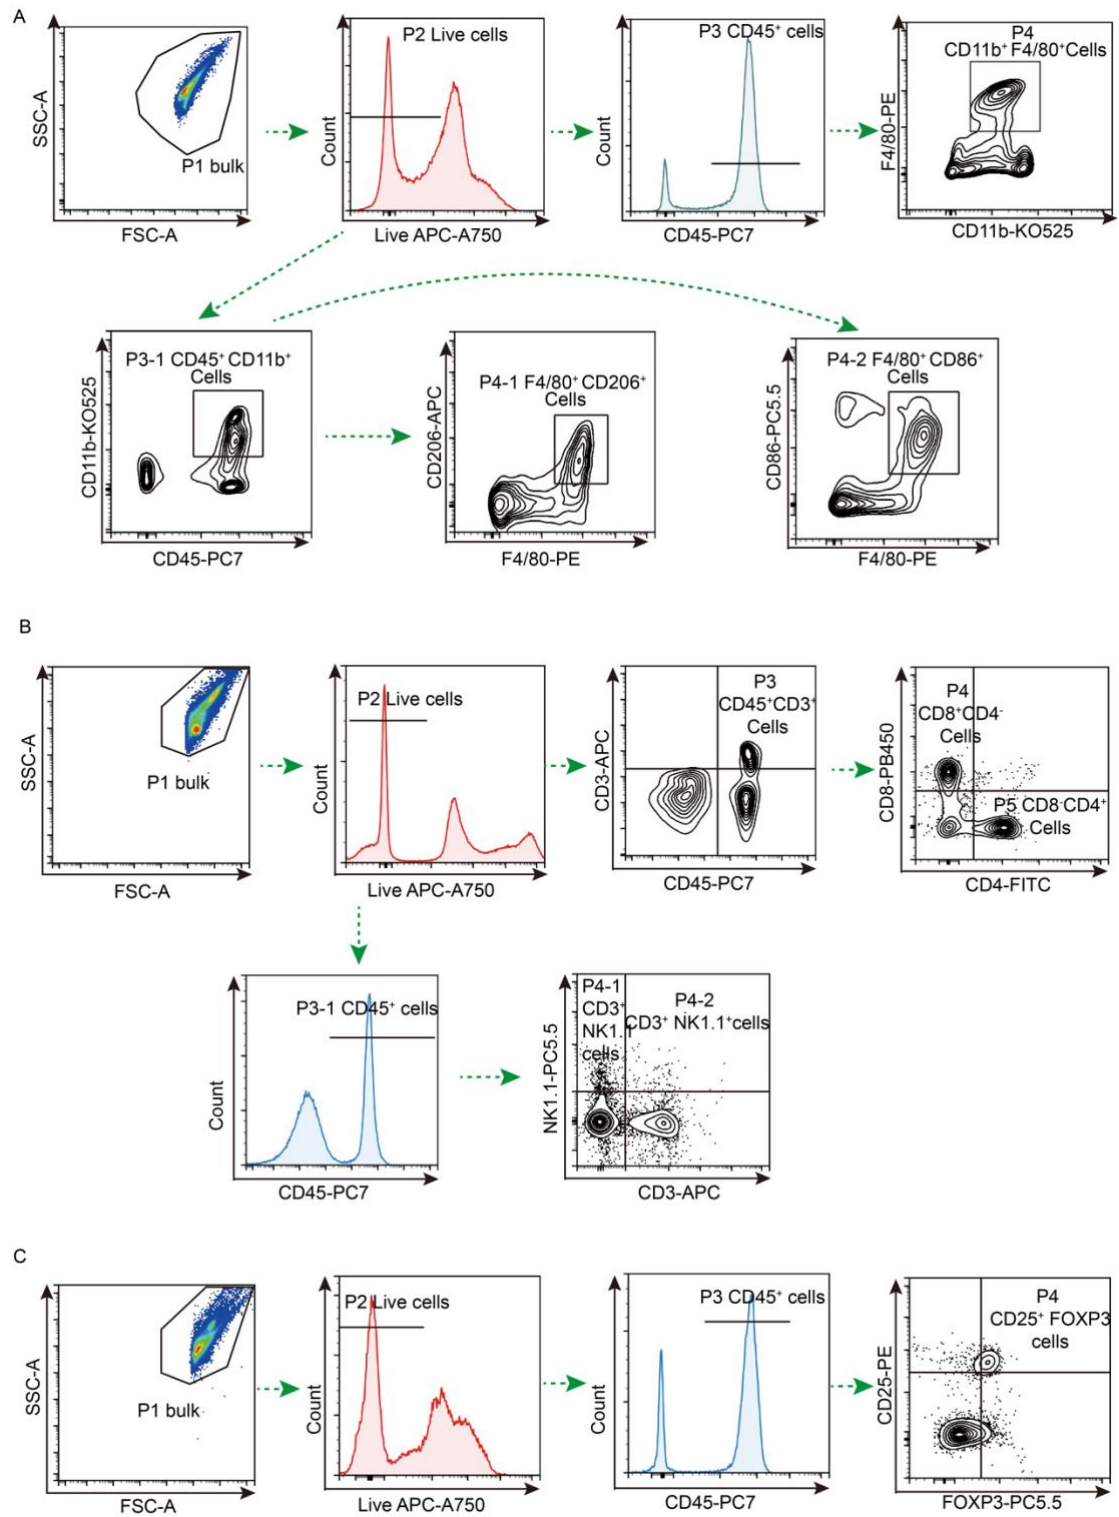 A
SSC-A
P1 bulk
FSC-A
P2 Live cells
Count
Live APC-A750
P3 CD45⁺ cells
Count
CD45-PC7
P4
CD11b⁺ F4/80⁺Cells
F4/80-PE
CD11b-KO525
P3-1 CD45⁺ CD11b⁺
Cells
CD11b-KO525
CD45-PC7
P4-1 F4/80⁺ CD206⁺
Cells
CD206-APC
F4/80-PE
P4-2 F4/80⁺ CD86⁺
Cells
CD86-PC5.5
F4/80-PE
B
SSC-A
P1 bulk
FSC-A
P2 Live cells
Count
Live APC-A750
P3
CD45⁺CD3⁺
Cells
CD3-APC
CD45-PC7
P4
CD8⁺CD4⁻
Cells
P5 CD8⁻CD4⁺
Cells
CD8-PB450
CD4-FITC
P3-1 CD45⁺ cells
Count
CD45-PC7
P4-1
CD3⁺
NK1.1
cells
P4-2
CD3⁺ NK1.1⁺cells
NK1.1-PC5.5
CD3-APC
C
SSC-A
P1 bulk
FSC-A
P2 Live cells
Count
Live APC-A750
P3 CD45⁺ cells
Count
CD45-PC7
P4
CD25⁺ FOXP3
cells
CD25-PE
FOXP3-PC5.5